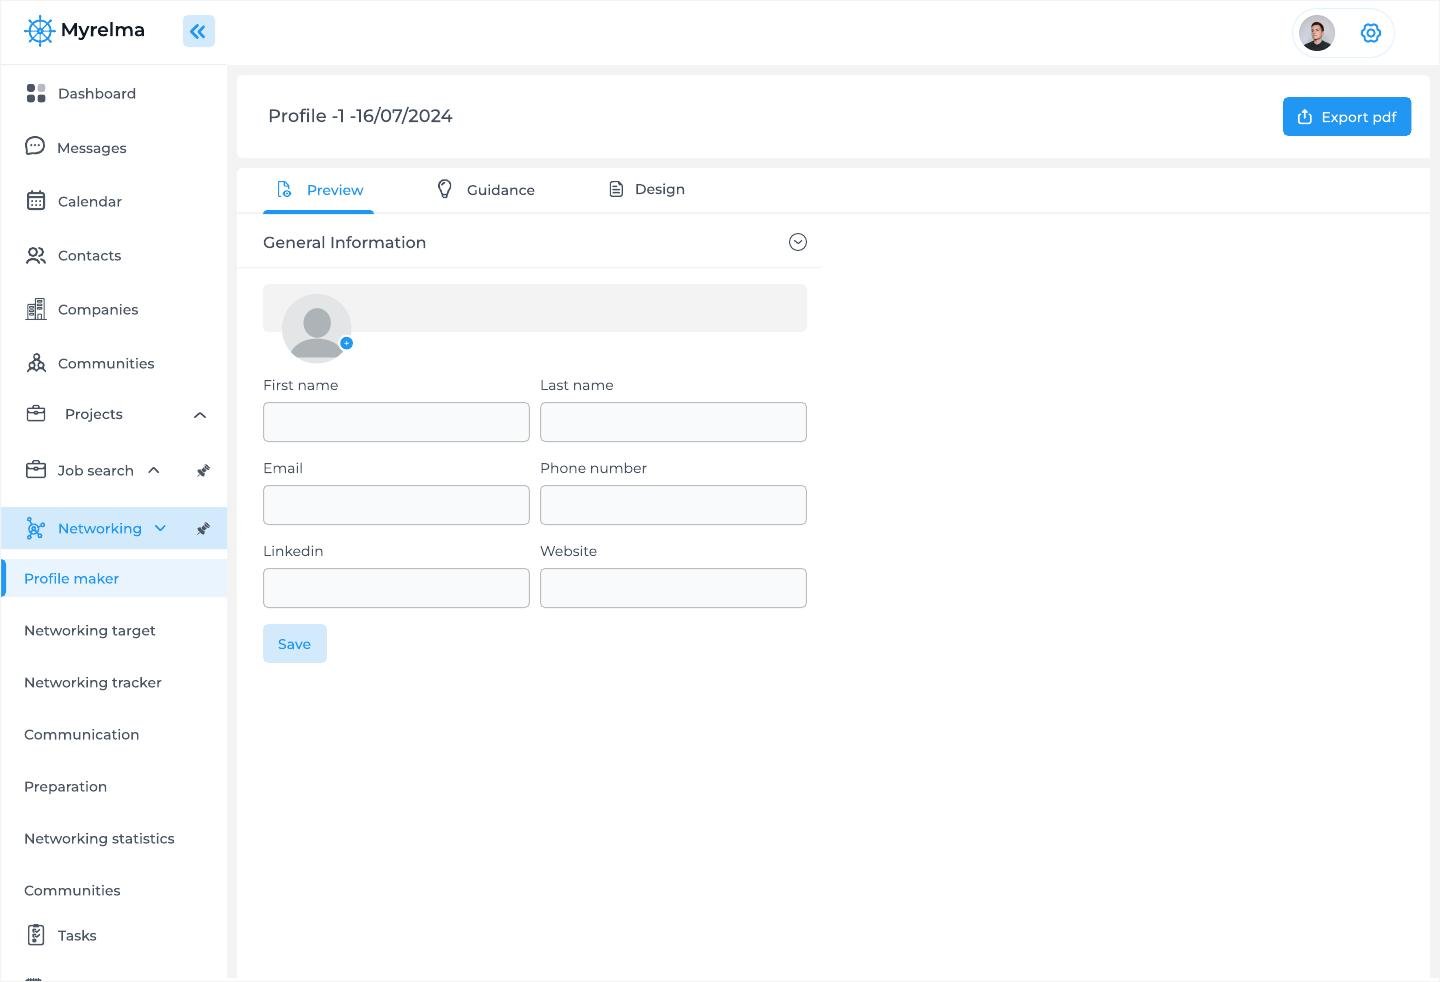 Myrelma
Dashboard
Messages
Calendar
Contacts
Companies
Communities
Projects
Job search
Networking
Profile maker
Networking target
Networking tracker
Communication
Preparation
Networking statistics
Communities
Tasks
Profile -1 -16/07/2024
Export pdf
Preview Guidance Design
General Information
First name Last name
Email Phone number
Linkedin Website
Save